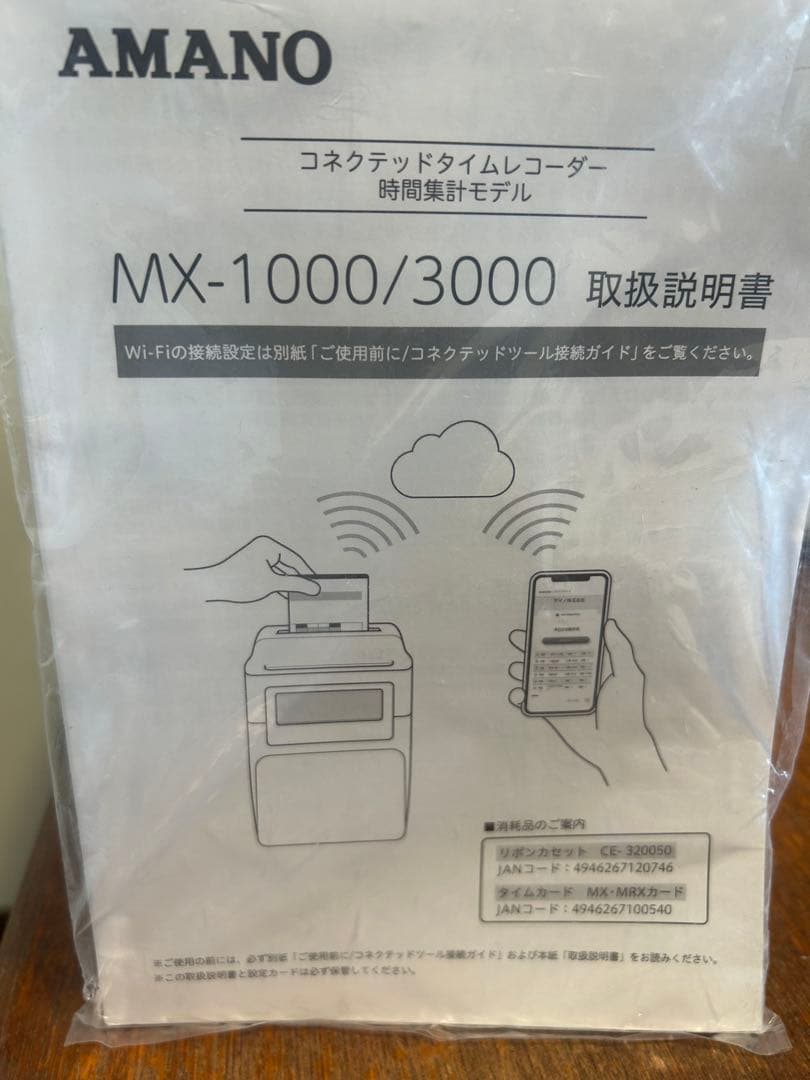 AMANO
コネクテッドタイムレコーダー
時間集計モデル
MX-1000/3000 取扱説明書
Wi-Fiの接続設定は別紙「ご使用前に/コネクテッドツール接続ガイド」をご覧ください。
■消耗品のご案内
リボンカセット CE- 320050
JANコード：4946267120746
タイムカード MX・MRXカード
JANコード：4946267100540
※ご使用の前には、必ず別紙「ご使用前に/コネクテッドツール接続ガイド」および本紙「取扱説明書」をお読みください。
※この取扱説明書と設定カードは必ず保管してください。